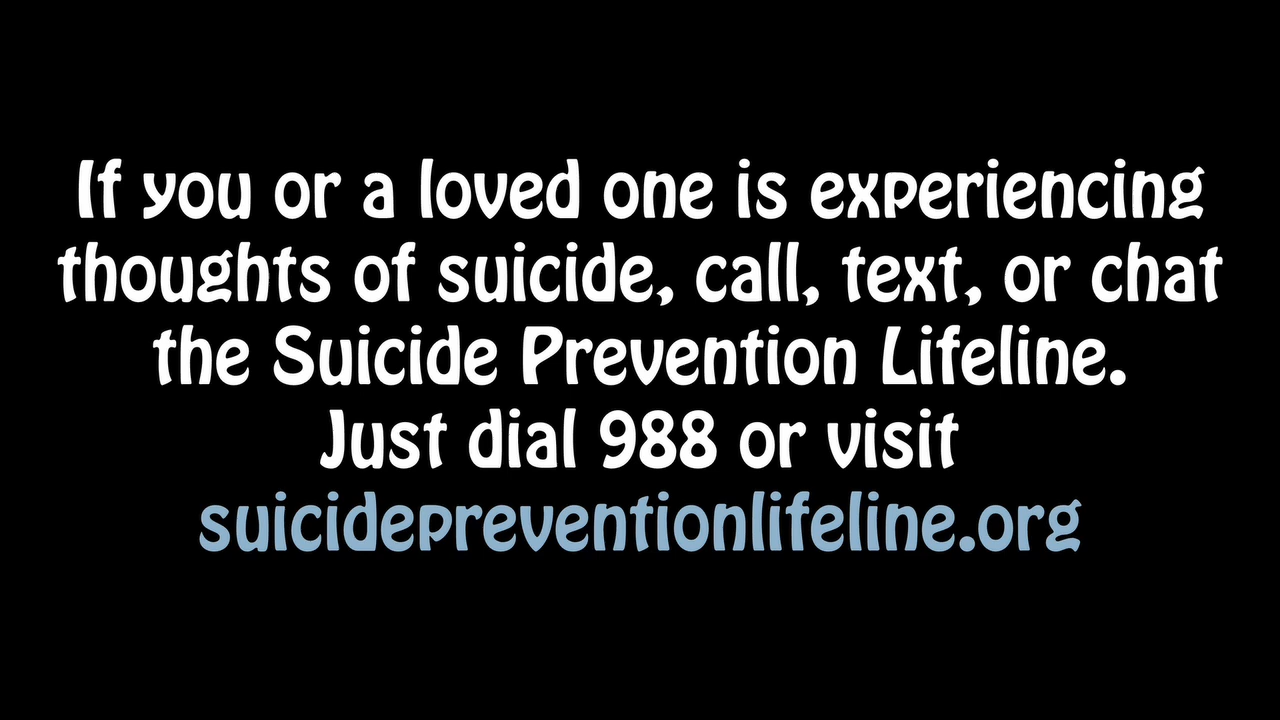 If you or a loved one is experiencing
thoughts of suicide, call, text, or chat
the Suicide Prevention Lifeline.
Just dial 988 or visit
suicidepreventionlifeline.org